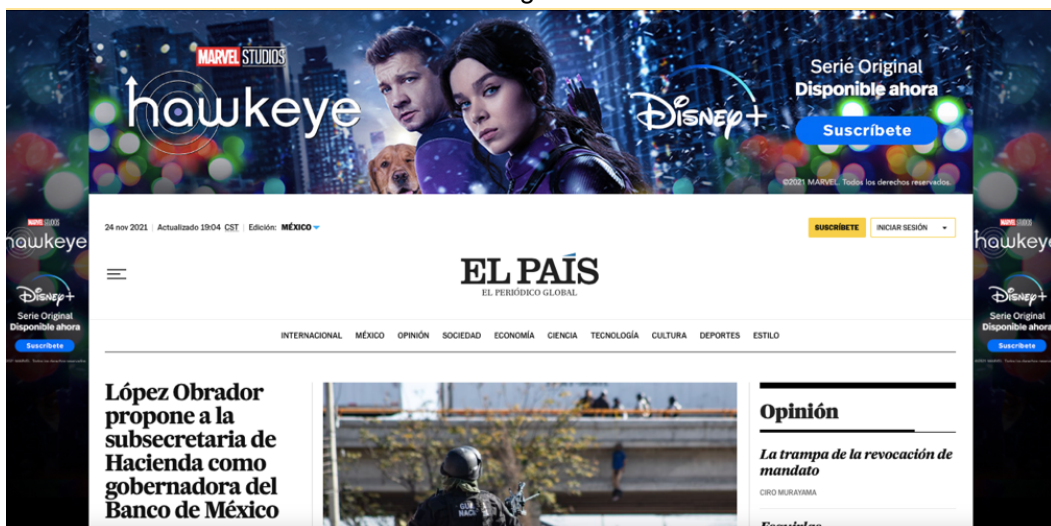 MARVEL STUDIOS
hawkeye
Disney+
Serie Original
Disponible ahora
Suscríbete
©2021 MARVEL. Todos los derechos reservados.
MARVEL STUDIOS
hawkeye
Disney+
Serie Original
Disponible ahora
Suscríbete
MARVEL STUDIOS
hawkeye
Disney+
Serie Original
Disponible ahora
Suscríbete
24 nov 2021 | Actualizado 19:04 CST | Edición: MÉXICO
SUSCRÍBETE
INICIAR SESIÓN
EL PAÍS
EL PERIÓDICO GLOBAL
INTERNACIONAL MÉXICO OPINIÓN SOCIEDAD ECONOMÍA CIENCIA TECNOLOGÍA CULTURA DEPORTES ESTILO
López Obrador
propone a la
subsecretaria de
Hacienda como
gobernadora del
Banco de México
Opinión
La trampa de la revocación de
mandato
CIRO MURAYAMA